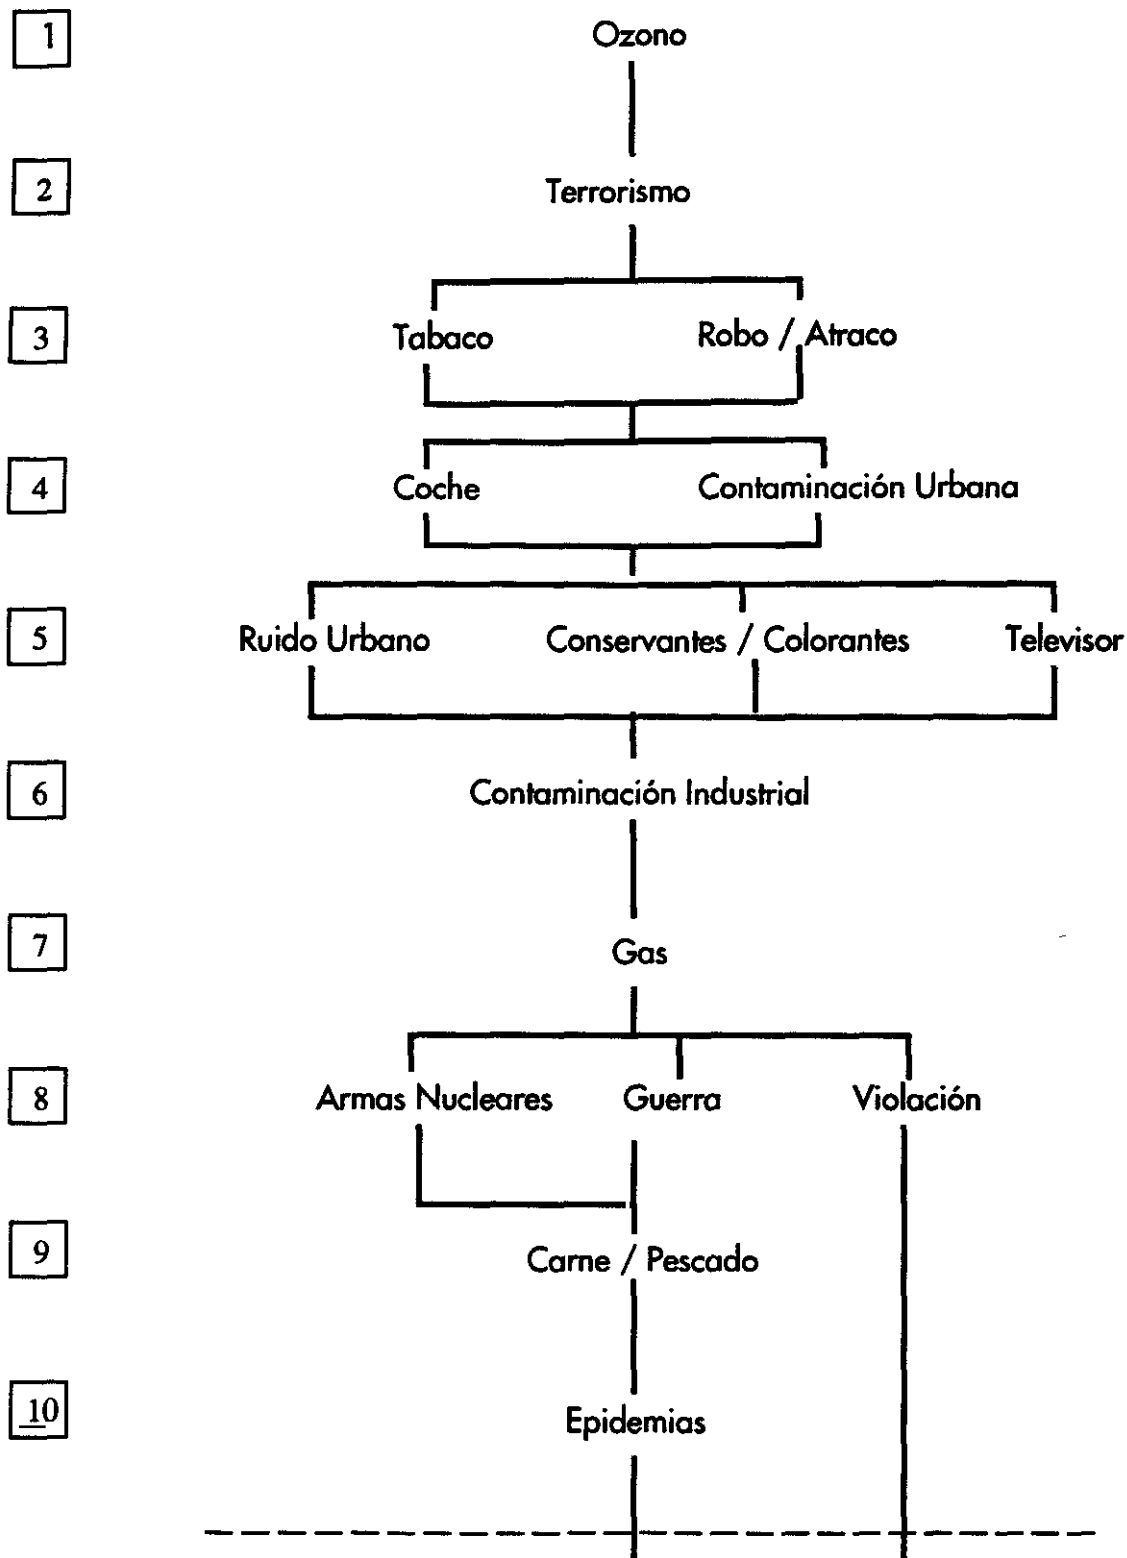 1 Ozono
2 Terrorismo
3 Tabaco Robo / Atraco
4 Coche Contaminación Urbana
5 Ruido Urbano Conservantes / Colorantes Televisor
6 Contaminación Industrial
7 Gas
8 Armas Nucleares Guerra Violación
9 Carne / Pescado
10 Epidemias